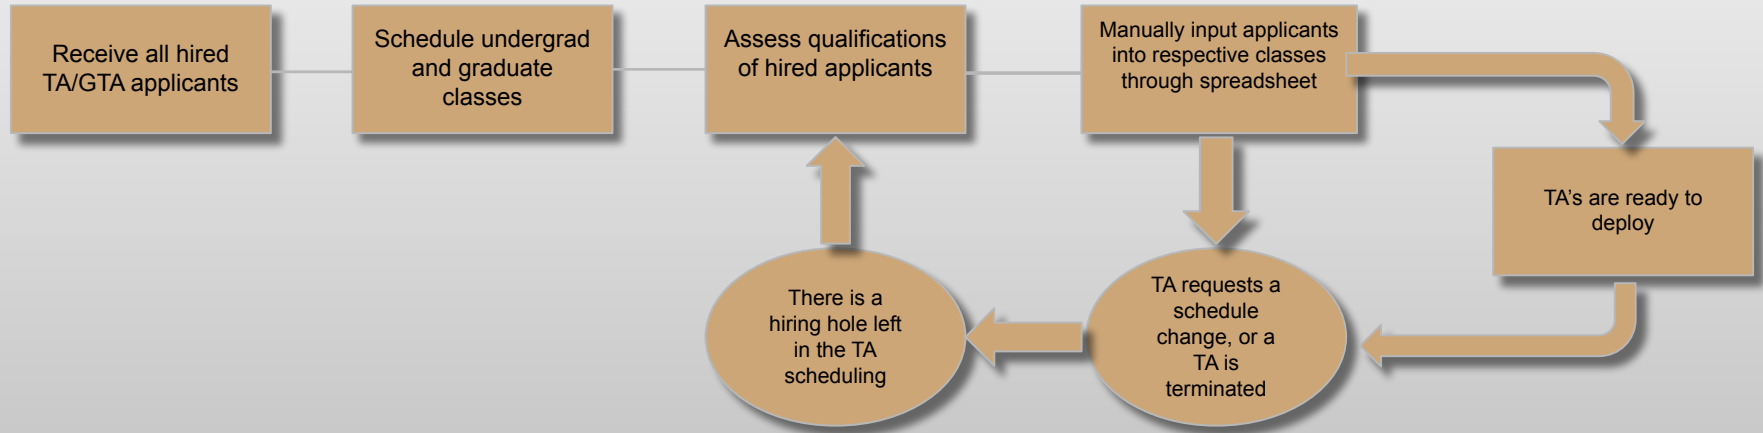 Receive all hired
TA/GTA applicants
Schedule undergrad
and graduate
classes
Assess qualifications
of hired applicants
Manually input applicants
into respective classes
through spreadsheet
TA’s are ready to
deploy
TA requests a
schedule
change, or a
TA is
terminated
There is a
hiring hole left
in the TA
scheduling